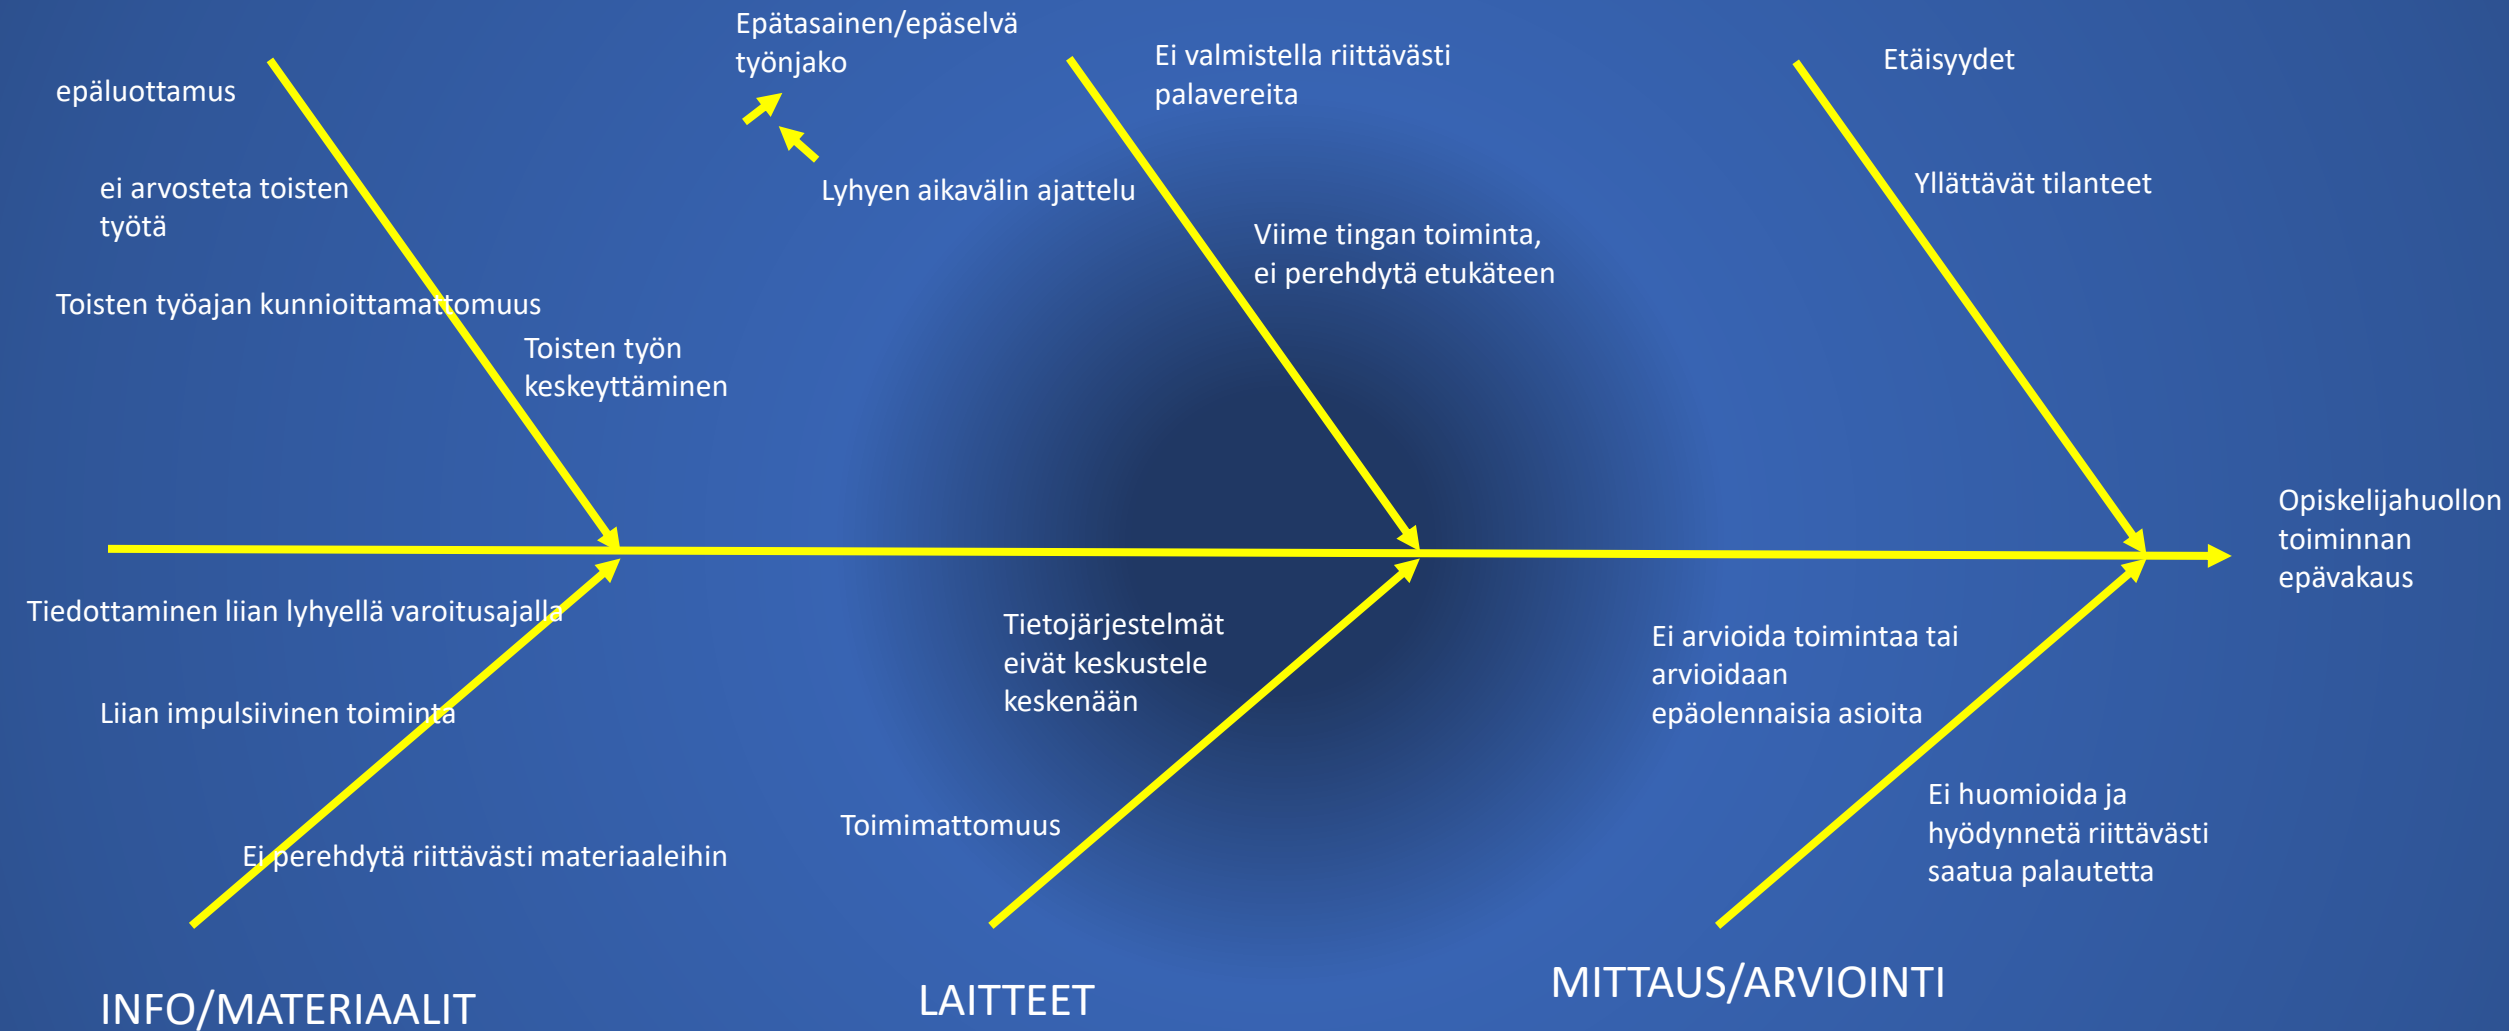 Epätasainen/epäselvä
työnjako
Ei valmistella riittävästi
palavereita
Etäisyydet
epäluottamus
ei arvosteta toisten
työtä
Lyhyen aikavälin ajattelu
Yllättävät tilanteet
Viime tingan toiminta,
ei perehdytä etukäteen
Toisten työajan kunnioittamattomuus
Toisten työn
keskeyttäminen
Opiskelijahuollon
toiminnan
epävakaus
Tiedottaminen liian lyhyellä varoitusajalla
Tietojärjestelmät
eivät keskustele
keskenään
Ei arvioida toimintaa tai
arvioidaan
epäolennaisia asioita
Liian impulsiivinen toiminta
Toimimattomuus
Ei huomioida ja
hyödynnetä riittävästi
saatua palautetta
Ei perehdytä riittävästi materiaaleihin
INFO/MATERIAALIT
LAITTEET
MITTAUS/ARVIOINTI